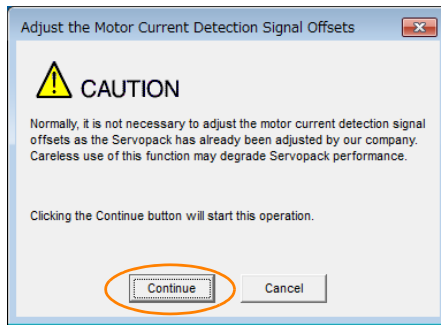 Adjust the Motor Current Detection Signal Offsets
CAUTION
Normally, it is not necessary to adjust the motor current detection signal
offsets as the Servopack has already been adjusted by our company.
Careless use of this function may degrade Servopack performance.
Clicking the Continue button will start this operation.
Continue
Cancel